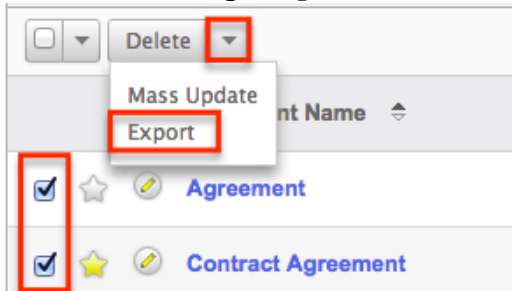 Delete
Mass Update
nt Name
Export
Agreement
Contract Agreement